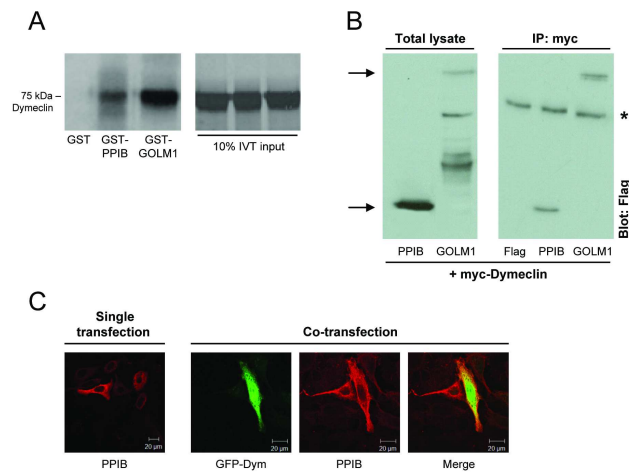 A
75 kDa –
Dymeclin
GST
GST-
PPIB
GST-
GOLM1
10% IVT input
B
Total lysate
IP: myc
*
Blot: Flag
PPIB
GOLM1
Flag
PPIB
GOLM1
+ myc-Dymeclin
C
Single
transfection
Co-transfection
20 µm
20 µm
20 µm
20 µm
PPIB
GFP-Dym
PPIB
Merge